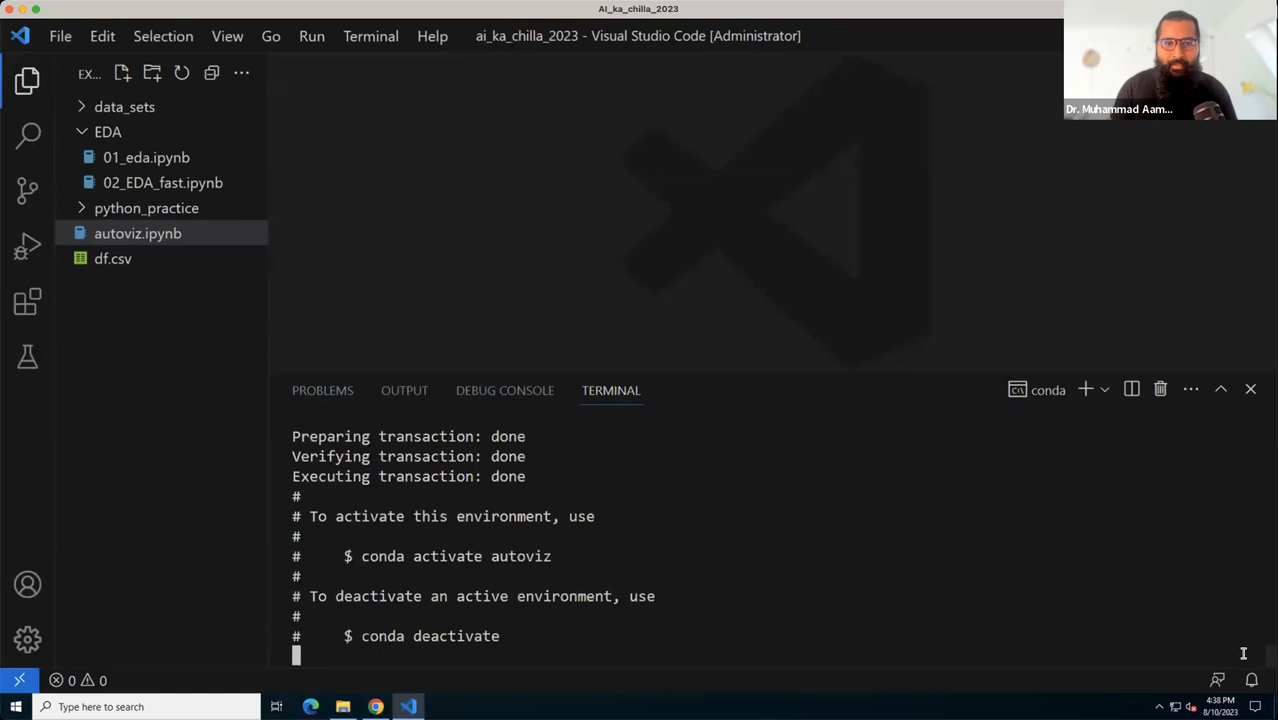 AI_ka_chilla_2023
File Edit Selection View Go Run Terminal Help ai_ka_chilla_2023 - Visual Studio Code [Administrator]
EX...
data_sets
EDA
01_eda.ipynb
02_EDA_fast.ipynb
python_practice
autoviz.ipynb
df.csv
Dr. Muhammad Aam...
PROBLEMS OUTPUT DEBUG CONSOLE TERMINAL conda
Preparing transaction: done
Verifying transaction: done
Executing transaction: done
#
# To activate this environment, use
#
# $ conda activate autoviz
#
# To deactivate an active environment, use
#
# $ conda deactivate
0 0
Type here to search
4:38 PM
8/10/2023